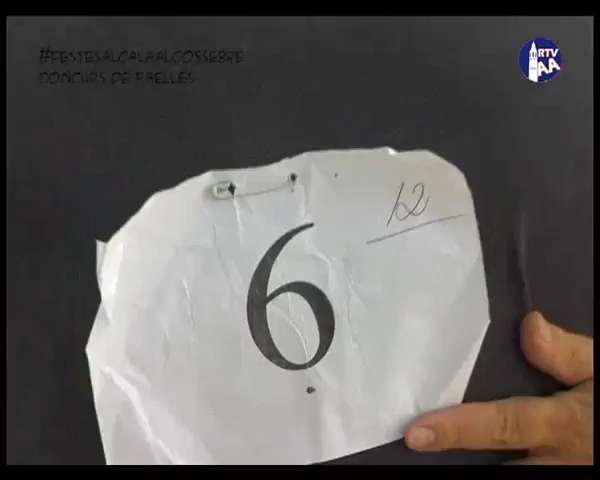 #FESTESALCALAALCOSSEBRE
CONCURS DE PAELLES
RTV
AA
12
6